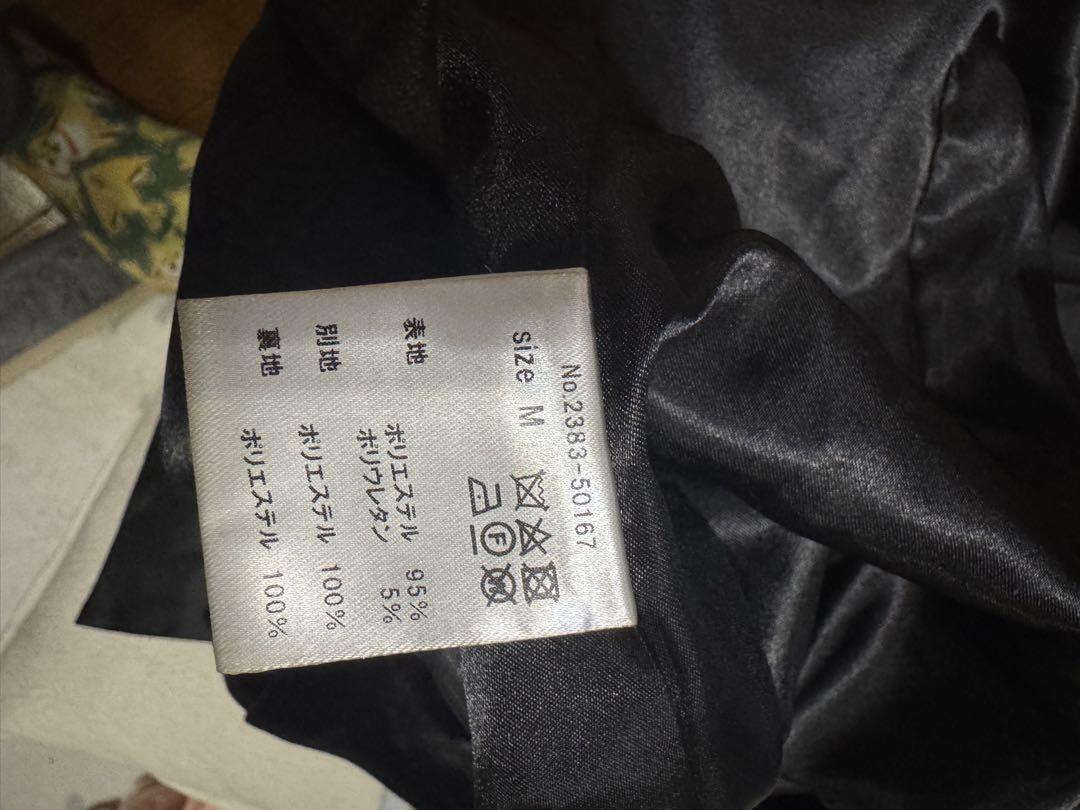 No.2383-50167
size M
F
W
表地 ポリエステル 95%
ポリウレタン 5%
別地 ポリエステル 100%
裏地 ポリエステル 100%